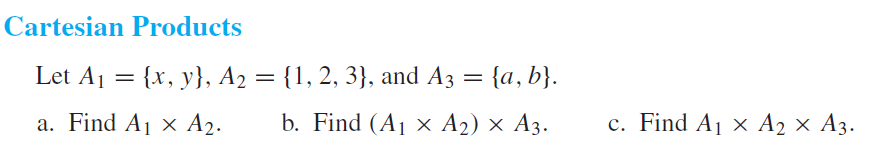 Cartesian Products
Let A₁ = {x, y}, A₂ = {1, 2, 3}, and A₃ = {a, b}.
a. Find A₁ × A₂. b. Find (A₁ × A₂) × A₃. c. Find A₁ × A₂ × A₃.